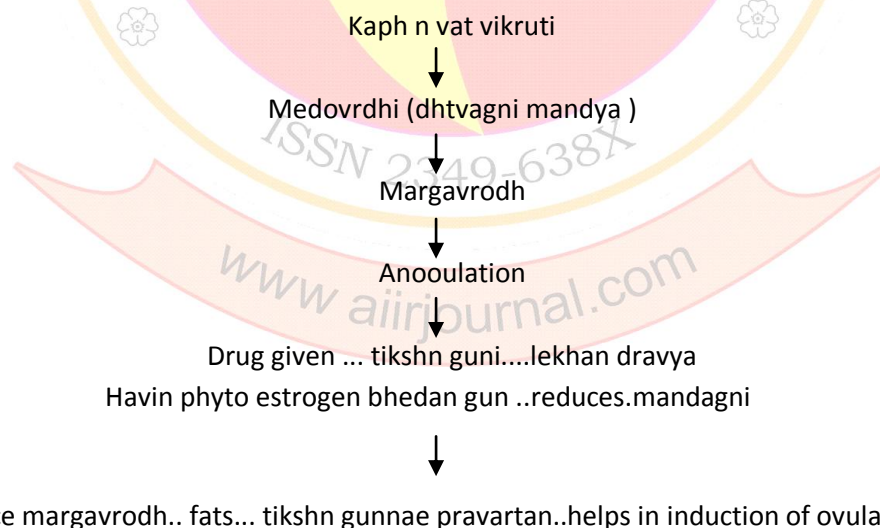 Kaph n vat vikruti
Medovrdhi (dhtvagni mandya )
ISSN 2349-638X
Margavrodh
Anooulation
www aiirjournal.com
Drug given ... tikshn guni....lekhan dravya
Havin phyto estrogen bhedan gun ..reduces.mandagni
margavrodh.. fats... tikshn gunnae pravartan..helps in induction of